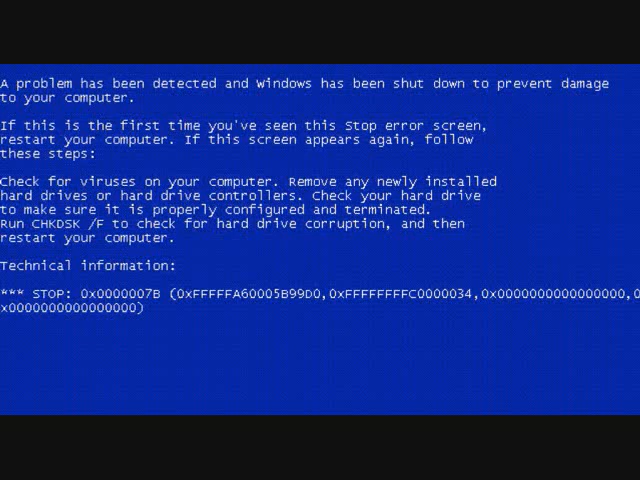 A problem has been detected and Windows has been shut down to prevent damage
to your computer.
If this is the first time you've seen this Stop error screen,
restart your computer. If this screen appears again, follow
these steps:
Check for viruses on your computer. Remove any newly installed
hard drives or hard drive controllers. Check your hard drive
to make sure it is properly configured and terminated.
Run CHKDSK /F to check for hard drive corruption, and then
restart your computer.
Technical information:
*** STOP: 0x0000007B (0xFFFFFA60005B99D0,0xFFFFFFFFC0000034,0x0000000000000000,0
x0000000000000000)